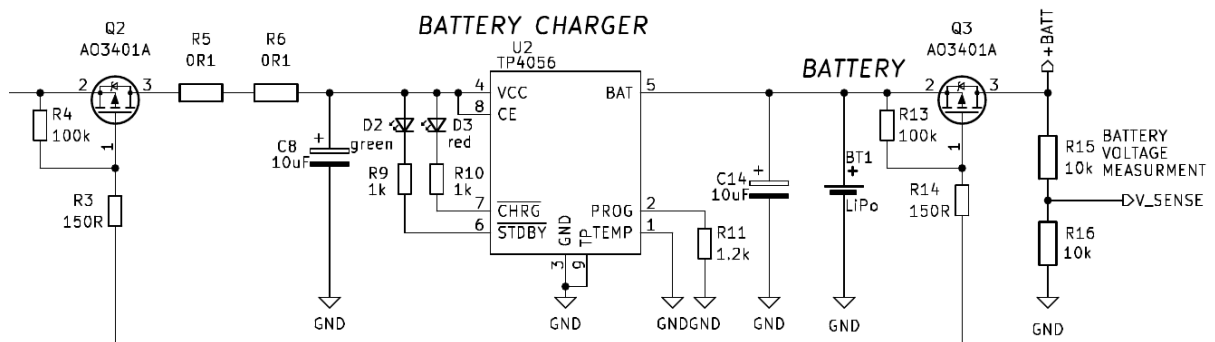 Q2
AO3401A
2
3
1
R4
100k
R3
150R
R5
0R1
R6
0R1
BATTERY CHARGER
U2
TP4056
C8
+
10uF
GND
D2
green
D3
red
R9
1k
R10
1k
4
VCC
8
CE
7
CHRG
6
STDBY
BAT
5
PROG
2
TEMP
1
GND
TP
3
9
GND
R11
1.2k
GND
GND
C14
+
10uF
GND
BATTERY
BT1
+
LiPo
GND
Q3
AO3401A
2
3
1
R13
100k
R14
150R
+BATT
R15
10k
BATTERY
VOLTAGE
MEASURMENT
V_SENSE
R16
10k
GND